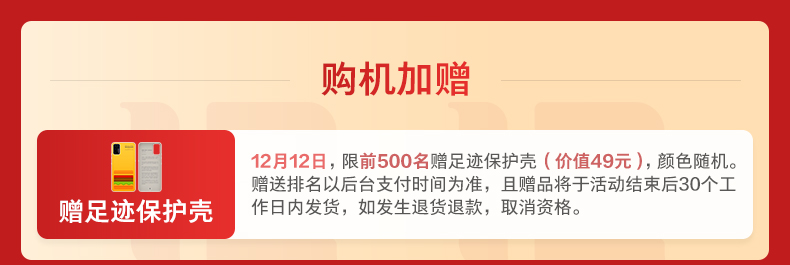 购机加赠
赠足迹保护壳
12月12日，限前500名赠足迹保护壳（价值49元），颜色随机。
赠送排名以后台支付时间为准，且赠品将于活动结束后30个工
作日内发货，如发生退货退款，取消资格。